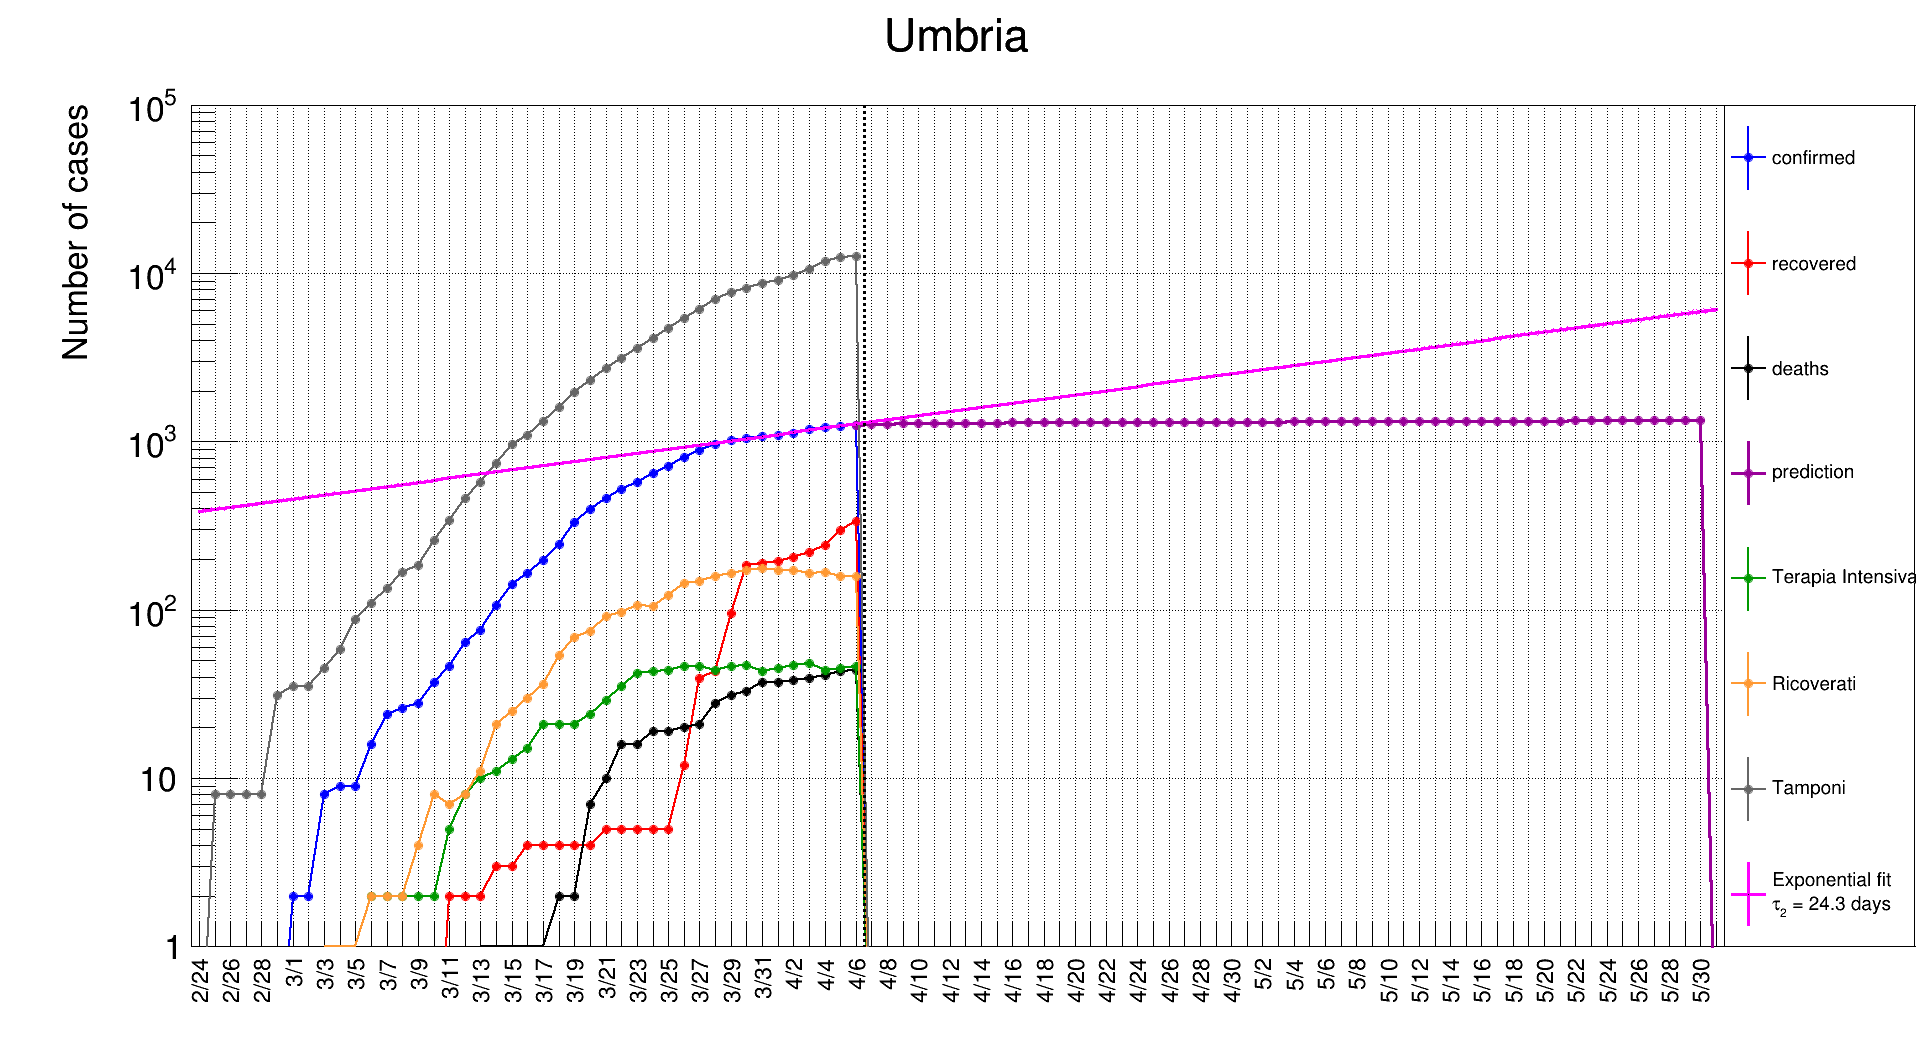 Umbria
Number of cases
10^5
10^4
10^3
10^2
10
1
2/24 2/26 2/28 3/1 3/3 3/5 3/7 3/9 3/11 3/13 3/15 3/17 3/19 3/21 3/23 3/25 3/27 3/29 3/31 4/2 4/4 4/6 4/8 4/10 4/12 4/14 4/16 4/18 4/20 4/22 4/24 4/26 4/28 4/30 5/2 5/4 5/6 5/8 5/10 5/12 5/14 5/16 5/18 5/20 5/22 5/24 5/26 5/28 5/30
confirmed
recovered
deaths
prediction
Terapia Intensiva
Ricoverati
Tamponi
Exponential fit
τ₂ = 24.3 days